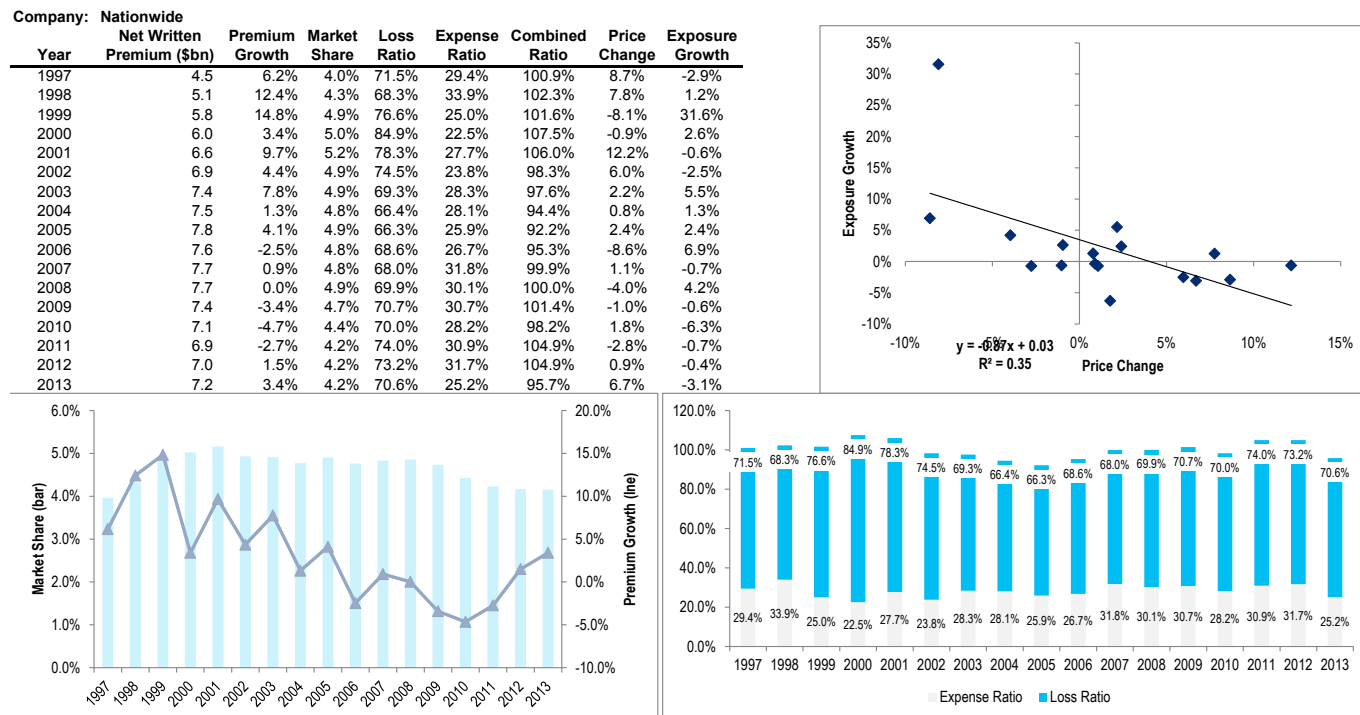 Company: Nationwide
Net Written Premium Market Loss Expense Combined Price Exposure
Year Premium ($bn) Growth Share Ratio Ratio Ratio Change Growth
1997 4.5 6.2% 4.0% 71.5% 29.4% 100.9% 8.7% -2.9%
1998 5.1 12.4% 4.3% 68.3% 33.9% 102.3% 7.8% 1.2%
1999 5.8 14.8% 4.9% 76.6% 25.0% 101.6% -8.1% 31.6%
2000 6.0 3.4% 5.0% 84.9% 22.5% 107.5% -0.9% 2.6%
2001 6.6 9.7% 5.2% 78.3% 27.7% 106.0% 12.2% -0.6%
2002 6.9 4.4% 4.9% 74.5% 23.8% 98.3% 6.0% -2.5%
2003 7.4 7.8% 4.9% 69.3% 28.3% 97.6% 2.2% 5.5%
2004 7.5 1.3% 4.8% 66.4% 28.1% 94.4% 0.8% 1.3%
2005 7.8 4.1% 4.9% 66.3% 25.9% 92.2% 2.4% 2.4%
2006 7.6 -2.5% 4.8% 68.6% 26.7% 95.3% -8.6% 6.9%
2007 7.7 0.9% 4.8% 68.0% 31.8% 99.9% 1.1% -0.7%
2008 7.7 0.0% 4.9% 69.9% 30.1% 100.0% -4.0% 4.2%
2009 7.4 -3.4% 4.7% 70.7% 30.7% 101.4% -1.0% -0.6%
2010 7.1 -4.7% 4.4% 70.0% 28.2% 98.2% 1.8% -6.3%
2011 6.9 -2.7% 4.2% 74.0% 30.9% 104.9% -2.8% -0.7%
2012 7.0 1.5% 4.2% 73.2% 31.7% 104.9% 0.9% -0.4%
2013 7.2 3.4% 4.2% 70.6% 25.2% 95.7% 6.7% -3.1%
35%
30%
25%
20%
15%
10%
5%
0%
-5%
-10%
Exposure Growth
-10% -5% 0% 5% 10% 15%
y = -0.87x + 0.03
R² = 0.35
Price Change
6.0%
5.0%
4.0%
3.0%
2.0%
1.0%
0.0%
Market Share (bar)
20.0%
15.0%
10.0%
5.0%
0.0%
-5.0%
-10.0%
Premium Growth (lne)
1997 1998 1999 2000 2001 2002 2003 2004 2005 2006 2007 2008 2009 2010 2011 2012 2013
120.0%
100.0%
80.0%
60.0%
40.0%
20.0%
0.0%
71.5% 68.3% 76.6% 84.9% 78.3% 74.5% 69.3% 66.4% 66.3% 68.6% 68.0% 69.9% 70.7% 70.0% 74.0% 73.2% 70.6%
29.4% 33.9% 25.0% 22.5% 27.7% 23.8% 28.3% 28.1% 25.9% 26.7% 31.8% 30.1% 30.7% 28.2% 30.9% 31.7% 25.2%
1997 1998 1999 2000 2001 2002 2003 2004 2005 2006 2007 2008 2009 2010 2011 2012 2013
Expense Ratio Loss Ratio